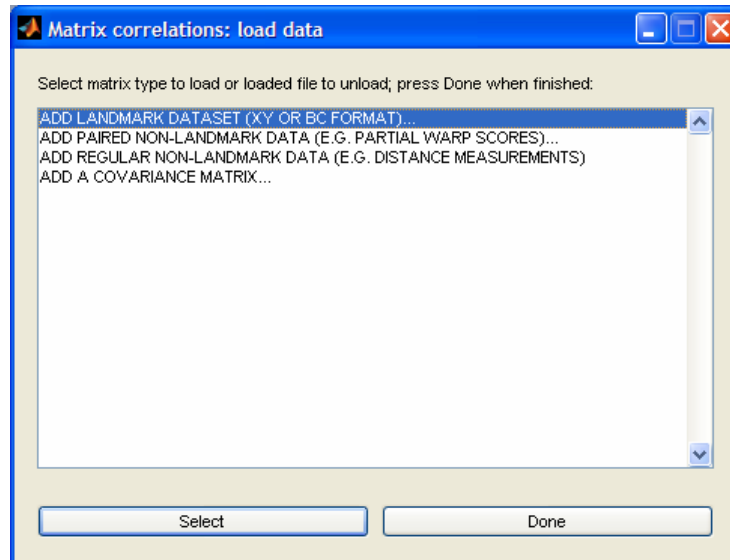 Matrix correlations: load data
Select matrix type to load or loaded file to unload; press Done when finished:
ADD LANDMARK DATASET (XY OR BC FORMAT)...
ADD PAIRED NON-LANDMARK DATA (E.G. PARTIAL WARP SCORES)...
ADD REGULAR NON-LANDMARK DATA (E.G. DISTANCE MEASUREMENTS)
ADD A COVARIANCE MATRIX...
Select
Done